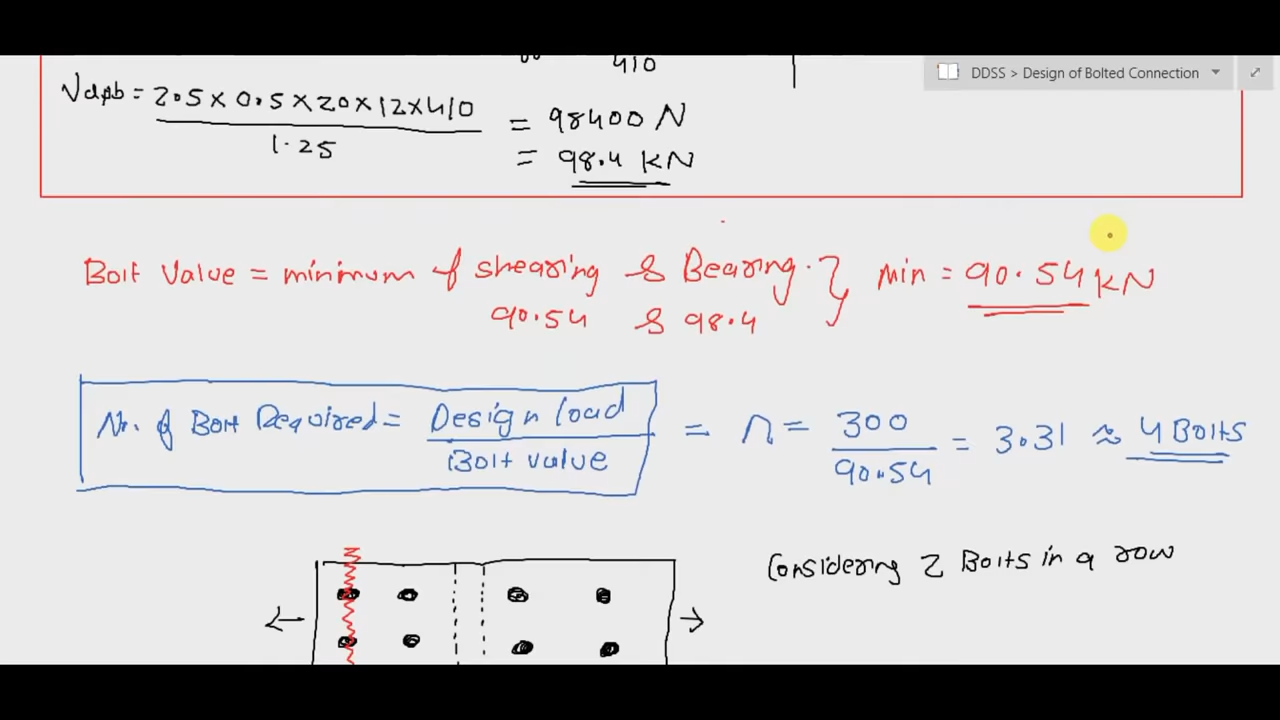 410
DDSS > Design of Bolted Connection
Vdpb = 2.5 × 0.5 × 20 × 12 × 410 / 1.25 = 98400 N
= 98.4 KN
Bolt Value = minimum of shearing & Bearing. } Min = 90.54 KN
90.54 & 98.4
Nr. of Bolt Required = Design load / Bolt value = n = 300 / 90.54 = 3.31 ≈ 4 Bolts
Considering 2 Bolts in a row